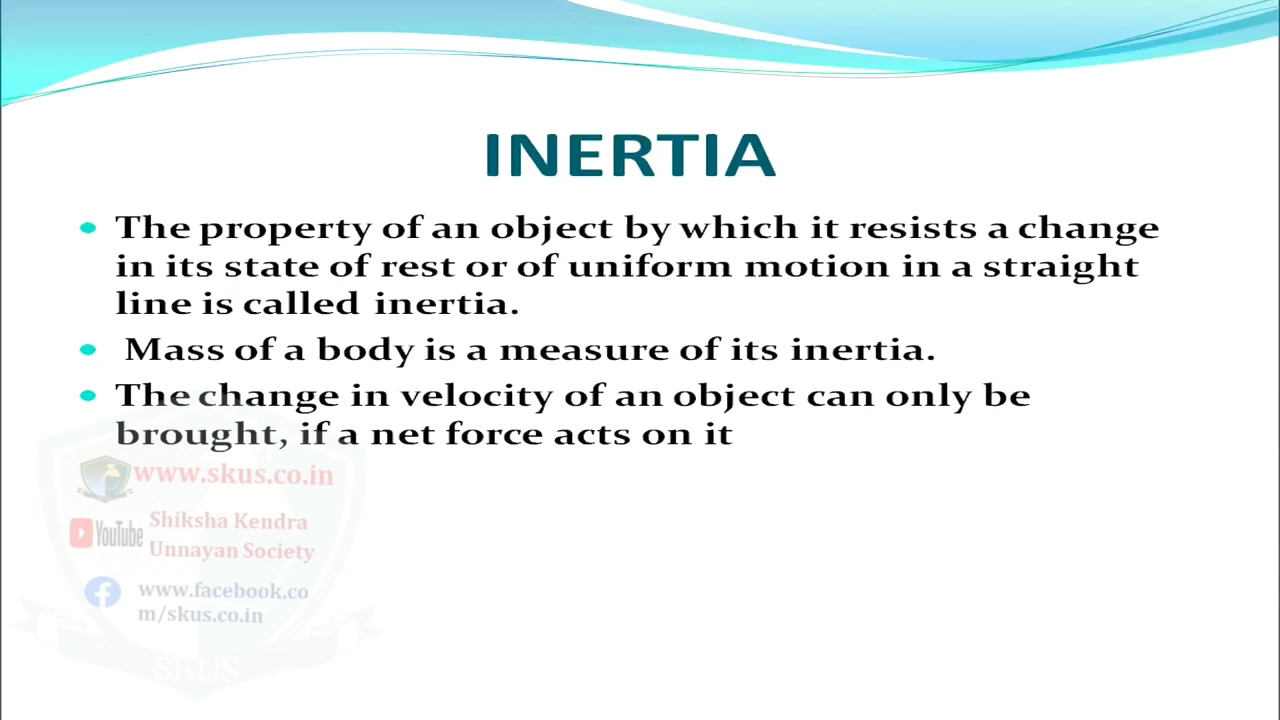 INERTIA
The property of an object by which it resists a change
in its state of rest or of uniform motion in a straight
line is called inertia.
Mass of a body is a measure of its inertia.
The change in velocity of an object can only be
brought, if a net force acts on it
www.skus.co.in
YouTube
Shiksha Kendra
Unnayan Society
www.facebook.co
m/skus.co.in
SKUS